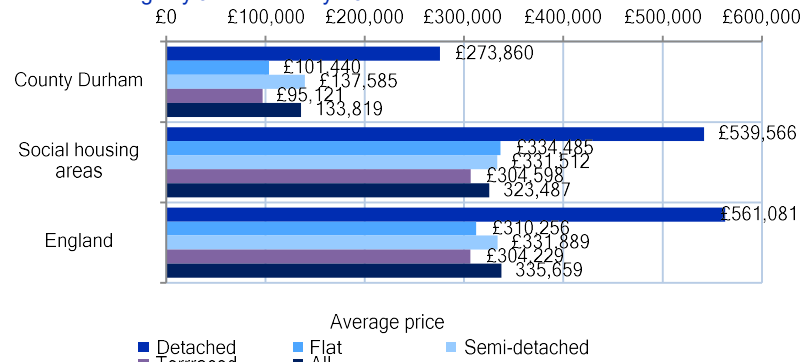 £0 £100,000 £200,000 £300,000 £400,000 £500,000 £600,000
County Durham
£273,860
£101,440
£137,585
£95,121
133,819
Social housing
areas
£539,566
£334,485
£331,512
£304,598
323,487
England
£561,081
£310,256
£331,889
£304,229
335,659
Average price
Detached Flat Semi-detached
All